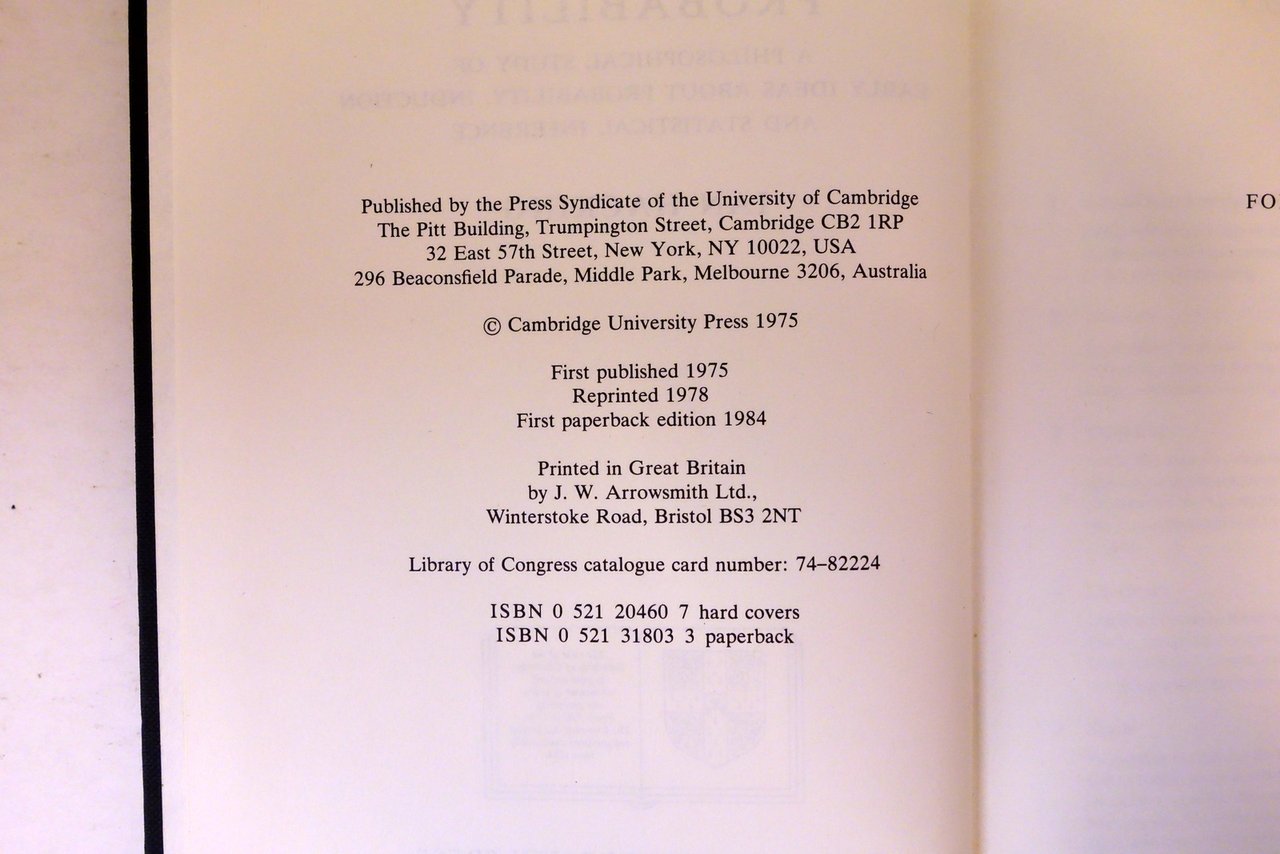 Published by the Press Syndicate of the University of Cambridge
The Pitt Building, Trumpington Street, Cambridge CB2 1RP
32 East 57th Street, New York, NY 10022, USA
296 Beaconsfield Parade, Middle Park, Melbourne 3206, Australia
© Cambridge University Press 1975
First published 1975
Reprinted 1978
First paperback edition 1984
Printed in Great Britain
by J. W. Arrowsmith Ltd.,
Winterstoke Road, Bristol BS3 2NT
Library of Congress catalogue card number: 74–82224
ISBN 0 521 20460 7 hard covers
ISBN 0 521 31803 3 paperback
FO